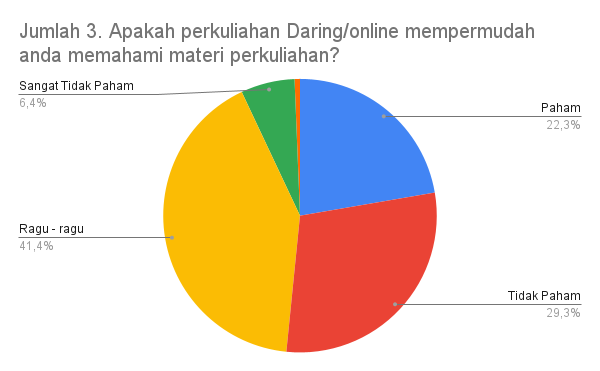 Jumlah 3. Apakah perkuliahan Daring/online mempermudah
anda memahami materi perkuliahan?
Sangat Tidak Paham
6,4%
Paham
22,3%
Ragu - ragu
41,4%
Tidak Paham
29,3%